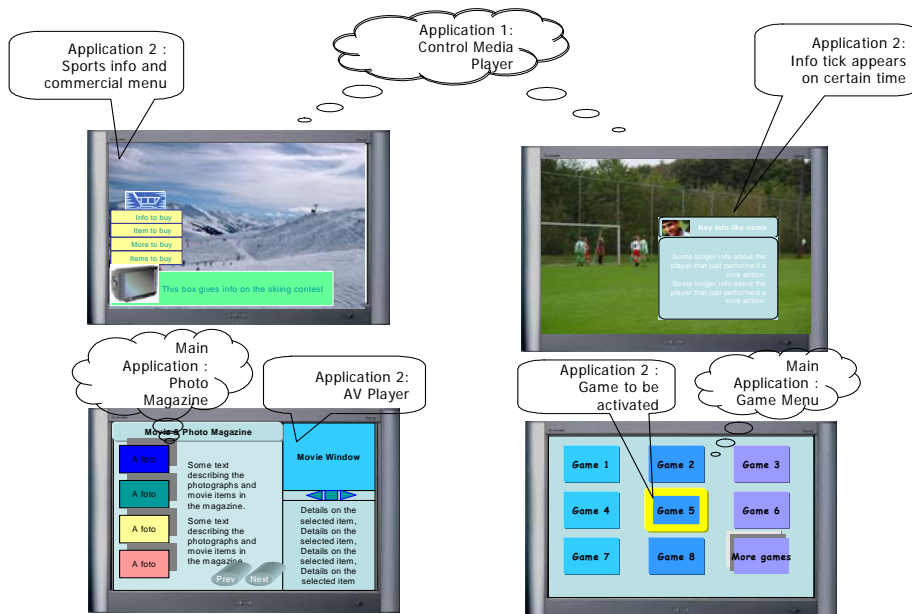 Application 2 :
Sports info and
commercial menu
Application 1:
Control Media
Player
Application 2:
Info tick appears
on certain time
Info to buy
Item to buy
More to buy
Items to buy
This box gives info on the skiing contest
Key info like name
Some longer info about the
player that just performed a
nice action.
Some longer info about the
player that just performed a
nice action.
Main
Application :
Photo
Magazine
Application 2:
AV Player
Movie & Photo Magazine
A foto
A foto
A foto
A foto
Some text
describing the
photographs and
movie items in
the magazine.
Some text
describing the
photographs and
movie items in
the magazine.
Prev
Next
Movie Window
Details on the
selected item,
Details on the
selected item,
Details on the
selected item,
Details on the
selected item
Application 2 :
Game to be
activated
Main
Application :
Game Menu
Game 1
Game 2
Game 3
Game 4
Game 5
Game 6
Game 7
Game 8
More games